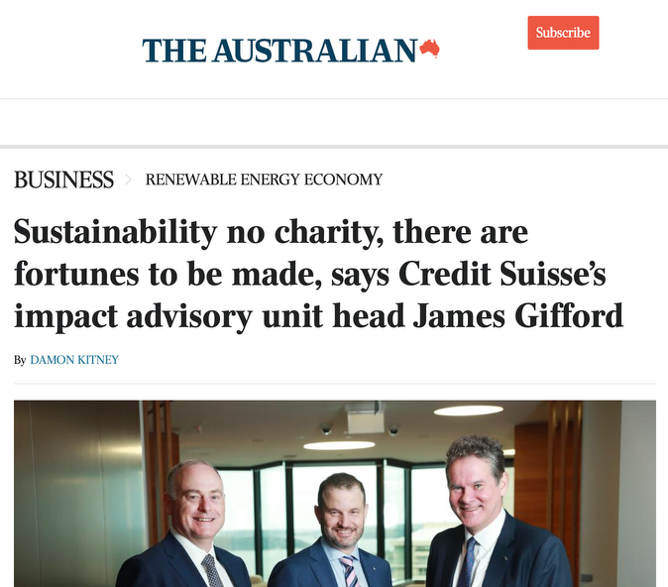 THE AUSTRALIAN
Subscribe
BUSINESS > RENEWABLE ENERGY ECONOMY
Sustainability no charity, there are
fortunes to be made, says Credit Suisse’s
impact advisory unit head James Gifford
By DAMON KITNEY